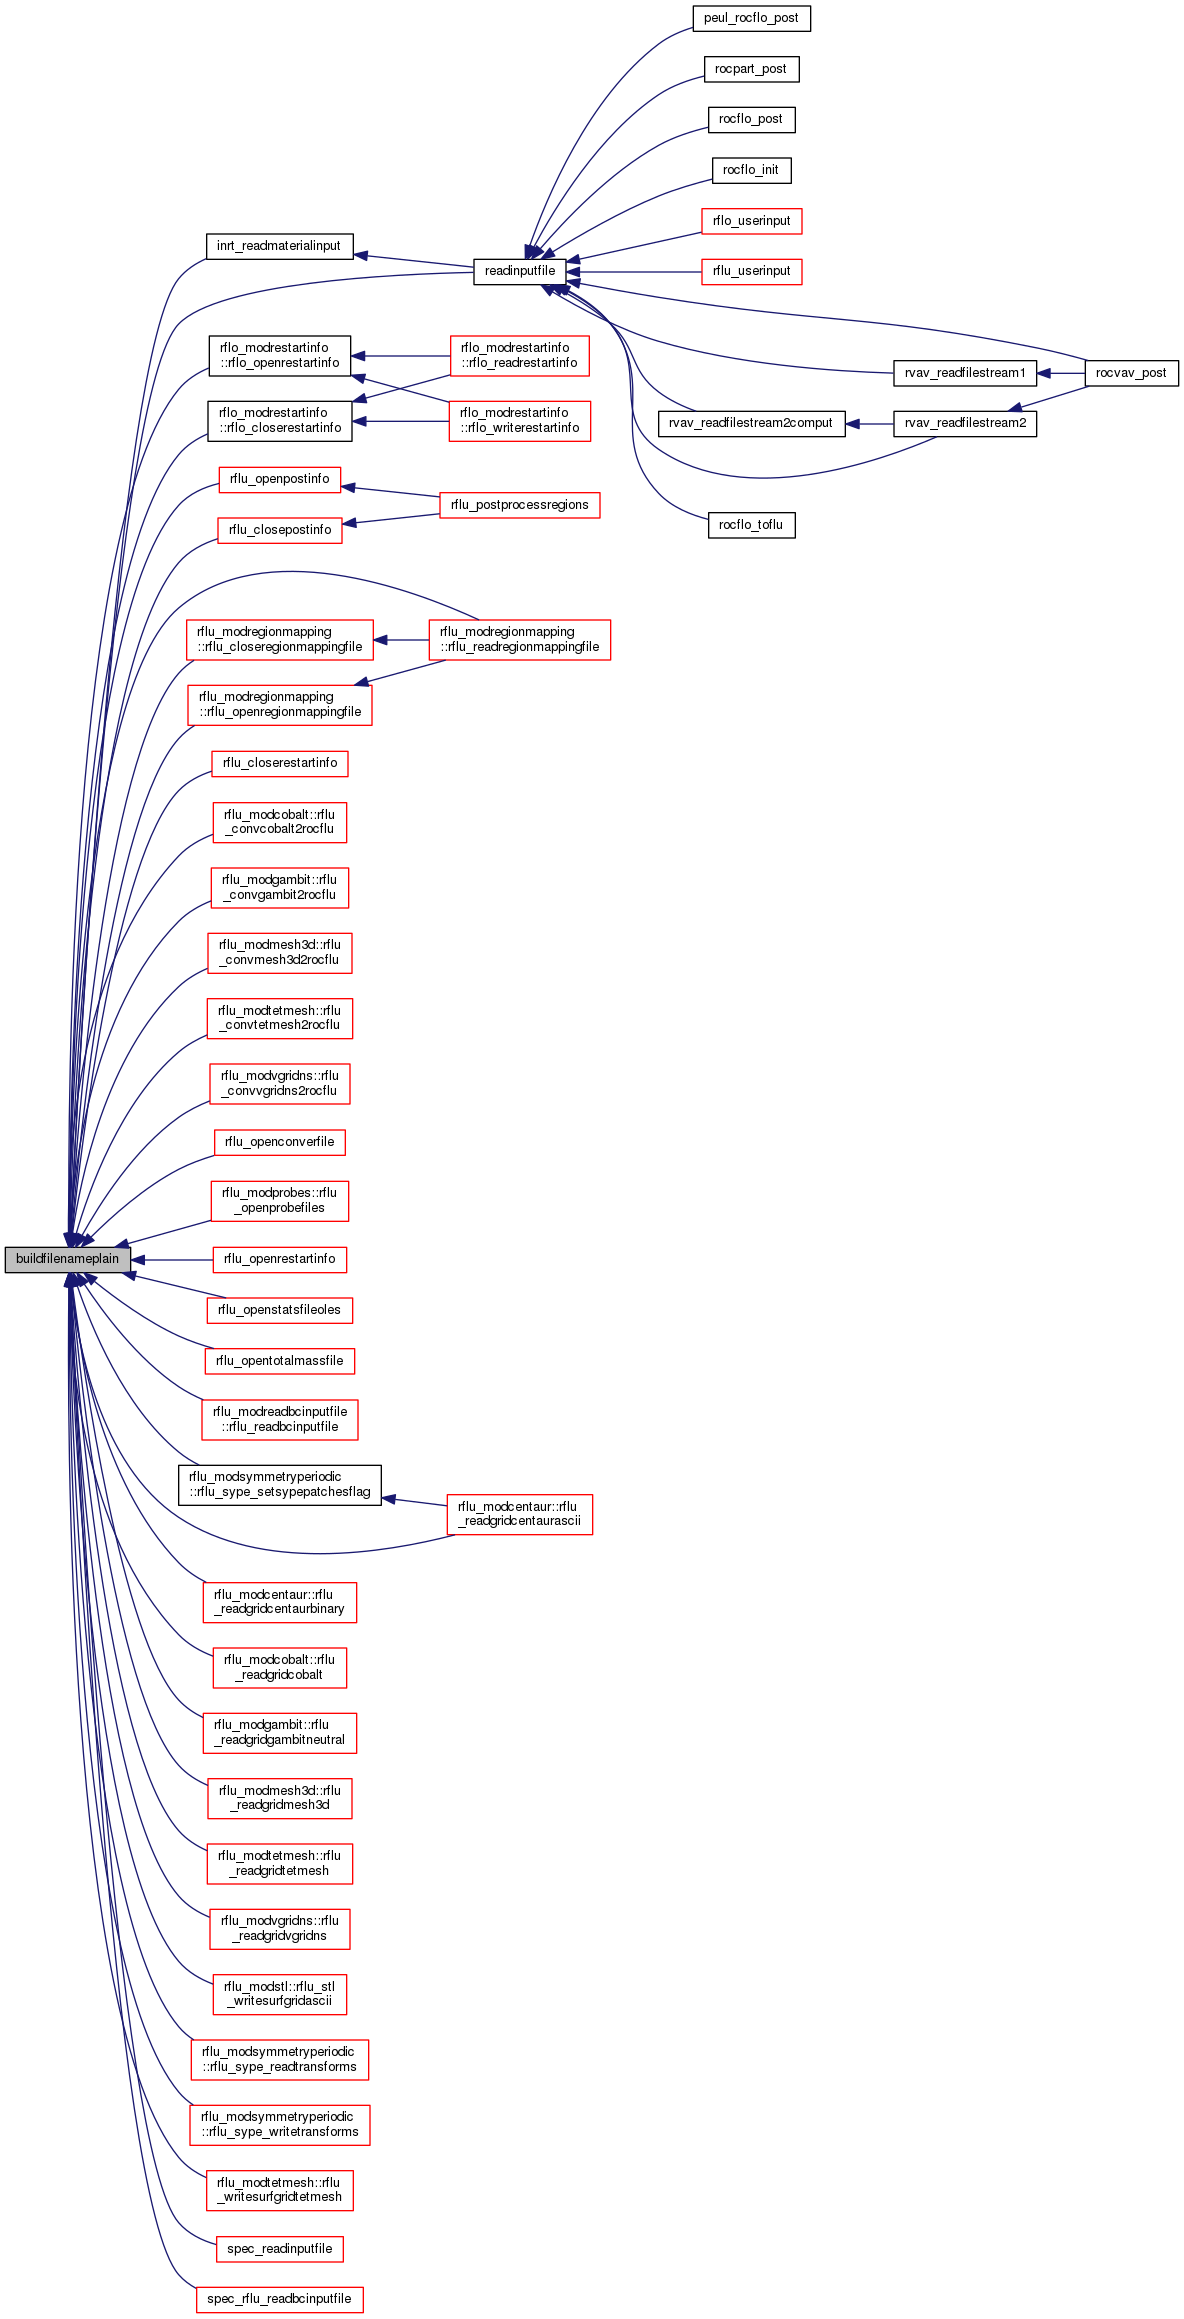 peul_rocflo_post
rocpart_post
rocflo_post
rocflo_init
rflo_userinput
inrt_readmaterialinput
readinputfile
rflu_userinput
rflo_modrestartinfo
::rflo_openrestartinfo
rflo_modrestartinfo
::rflo_readrestartinfo
rvav_readfilestream1
rocvav_post
rflo_modrestartinfo
::rflo_closerestartinfo
rflo_modrestartinfo
::rflo_writerestartinfo
rvav_readfilestream2comput
rvav_readfilestream2
rflu_openpostinfo
rflu_postprocessregions
rflu_closepostinfo
rocflo_toflu
rflu_modregionmapping
::rflu_closeregionmappingfile
rflu_modregionmapping
::rflu_readregionmappingfile
rflu_modregionmapping
::rflu_openregionmappingfile
rflu_closerestartinfo
rflu_modcobalt::rflu
_convcobalt2rocflu
rflu_modgambit::rflu
_convgambit2rocflu
rflu_modmesh3d::rflu
_convmesh3d2rocflu
rflu_modtetmesh::rflu
_convtetmesh2rocflu
rflu_modvgridns::rflu
_convvgridns2rocflu
rflu_openconverfile
rflu_modprobes::rflu
_openprobefiles
buildfilenameplain
rflu_openrestartinfo
rflu_openstatsfileoles
rflu_opentotalmassfile
rflu_modreadbcinputfile
::rflu_readbcinputfile
rflu_modsymmetryperiodic
::rflu_sype_setsypepatchesflag
rflu_modcentaur::rflu
_readgridcentaurascii
rflu_modcentaur::rflu
_readgridcentaurbinary
rflu_modcobalt::rflu
_readgridcobalt
rflu_modgambit::rflu
_readgridgambitneutral
rflu_modmesh3d::rflu
_readgridmesh3d
rflu_modtetmesh::rflu
_readgridtetmesh
rflu_modvgridns::rflu
_readgridvgridns
rflu_modstl::rflu_stl
_writesurfgridascii
rflu_modsymmetryperiodic
::rflu_sype_readtransforms
rflu_modsymmetryperiodic
::rflu_sype_writetransforms
rflu_modtetmesh::rflu
_writesurfgridtetmesh
spec_readinputfile
spec_rflu_readbcinputfile